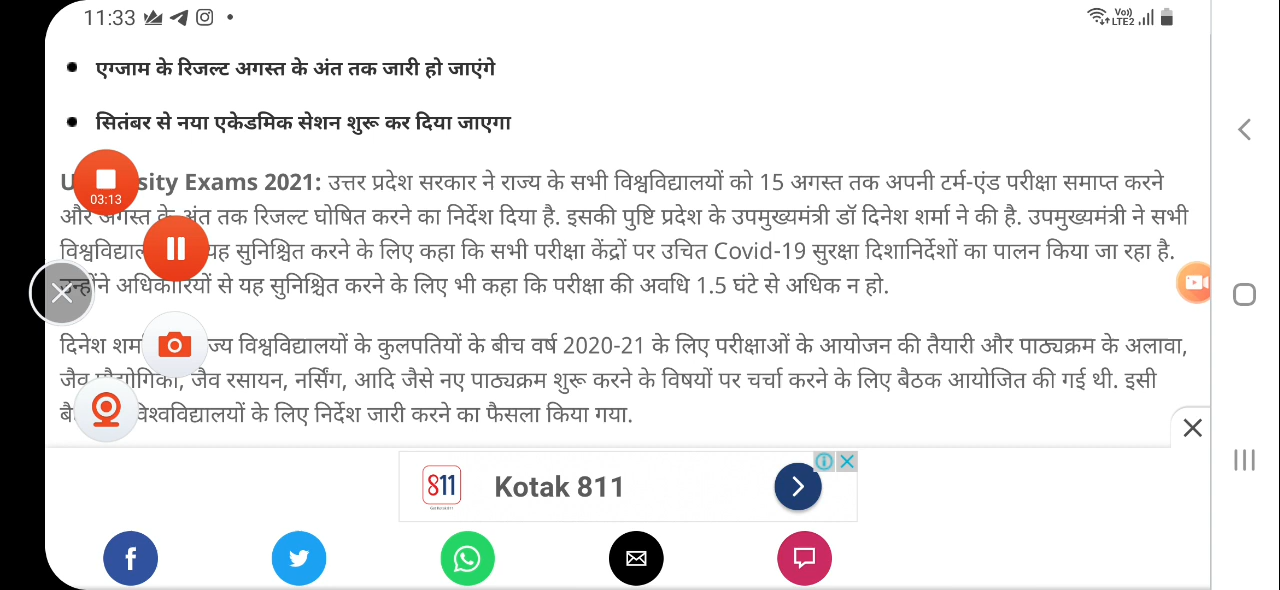 11:33 Vo)) LTE2
एग्जाम के रिजल्ट अगस्त के अंत तक जारी हो जाएंगे
सितंबर से नया एकेडमिक सेशन शुरू कर दिया जाएगा
U sity Exams 2021: उत्तर प्रदेश सरकार ने राज्य के सभी विश्वविद्यालयों को 15 अगस्त तक अपनी टर्म-एंड परीक्षा समाप्त करने
03:13
और अगस्त के अंत तक रिजल्ट घोषित करने का निर्देश दिया है. इसकी पुष्टि प्रदेश के उपमुख्यमंत्री डॉ दिनेश शर्मा ने की है. उपमुख्यमंत्री ने सभी
विश्वविद्याल यह सुनिश्चित करने के लिए कहा कि सभी परीक्षा केंद्रों पर उचित Covid-19 सुरक्षा दिशानिर्देशों का पालन किया जा रहा है.
उन्होंने अधिकारियों से यह सुनिश्चित करने के लिए भी कहा कि परीक्षा की अवधि 1.5 घंटे से अधिक न हो.
दिनेश शर्म ज्य विश्वविद्यालयों के कुलपतियों के बीच वर्ष 2020-21 के लिए परीक्षाओं के आयोजन की तैयारी और पाठ्यक्रम के अलावा,
जैव प्रौद्योगिकी, जैव रसायन, नर्सिंग, आदि जैसे नए पाठ्यक्रम शुरू करने के विषयों पर चर्चा करने के लिए बैठक आयोजित की गई थी. इसी
बै विश्वविद्यालयों के लिए निर्देश जारी करने का फैसला किया गया.
811 Kotak 811